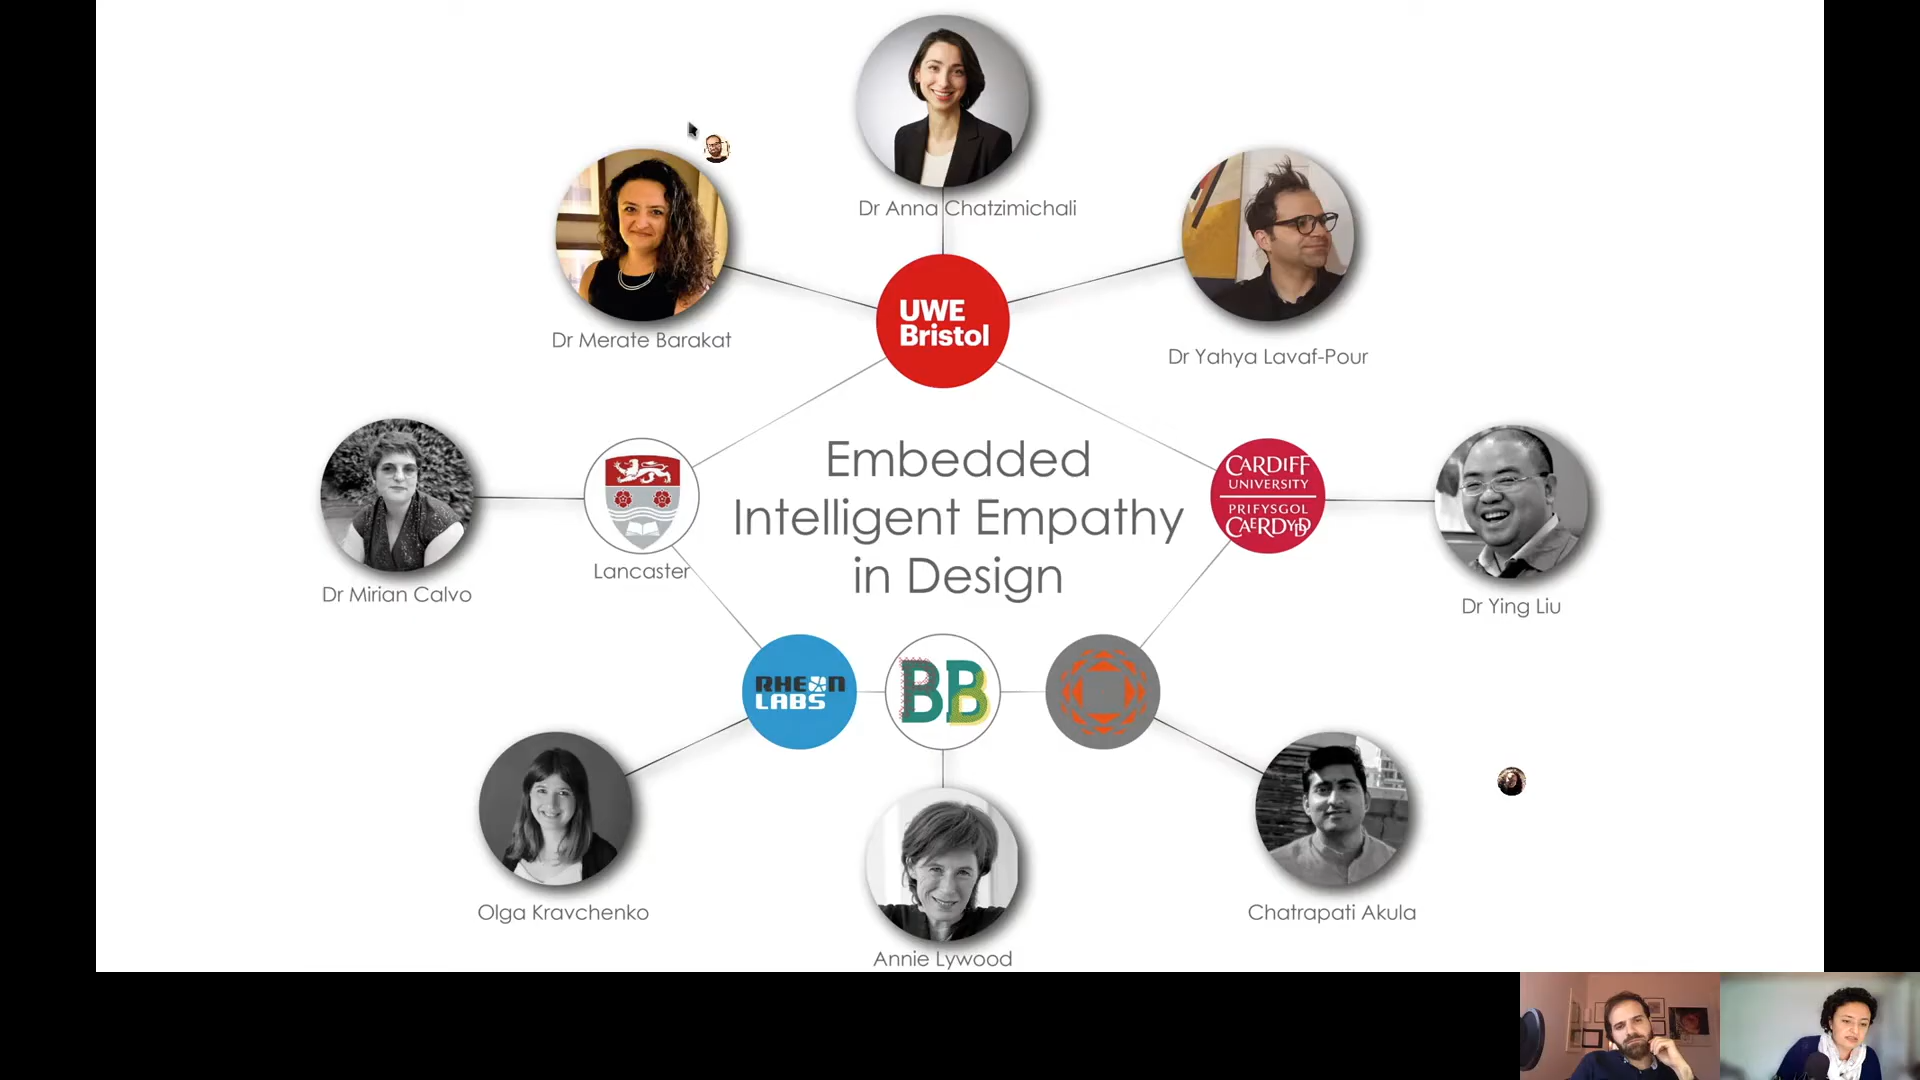 Dr Anna Chatzimichali
Dr Merate Barakat
UWE
Bristol
Dr Yahya Lavaf-Pour
Embedded
Intelligent Empathy
in Design
CARDIFF
UNIVERSITY
PRIFYSGOL
CAERDYDD
Lancaster
Dr Mirian Calvo
Dr Ying Liu
RHEON
LABS
BB
Olga Kravchenko
Chatrapati Akula
Annie Lywood